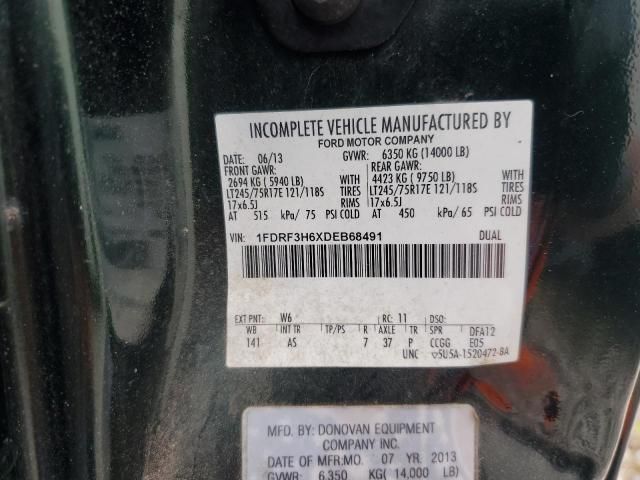 INCOMPLETE VEHICLE MANUFACTURED BY
FORD MOTOR COMPANY
DATE: 06/13 GVWR: 6350 KG (14000 LB)
FRONT GAWR: REAR GAWR:
2694 KG ( 5940 LB) WITH 4423 KG ( 9750 LB) WITH
LT245/75R17E 121/118S TIRES LT245/75R17E 121/118S TIRES
17x6.5J RIMS 17x6.5J RIMS
AT 515 kPa/ 75 PSI COLD AT 450 kPa/ 65 PSI COLD
VIN: 1FDRF3H6XDEB68491 DUAL
EXT PNT: W6 RC: 11 DSO:
WB INT TR TP/PS R AXLE TR SPR DFA12
141 AS 7 37 P CCGG E05
UNC 5U5A-1520472-BA
MFD. BY: DONOVAN EQUIPMENT
COMPANY INC.
DATE OF MFR:MO. 07 YR. 2013
GVWR: 6,350 KG( 14,000 LB)